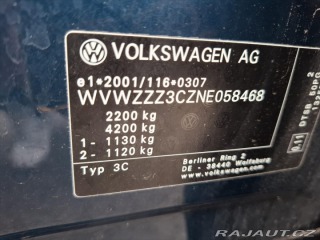 VOLKSWAGEN AG
e1*2001/116*0307
WVWZZZ3CZNE058468
2200 kg
4200 kg
1- 1130 kg
2- 1120 kg
Typ 3C
Berliner Ring 2
DE - 38440 Wolfsburg
www.volkswagen.com
RAJAUT.CZ